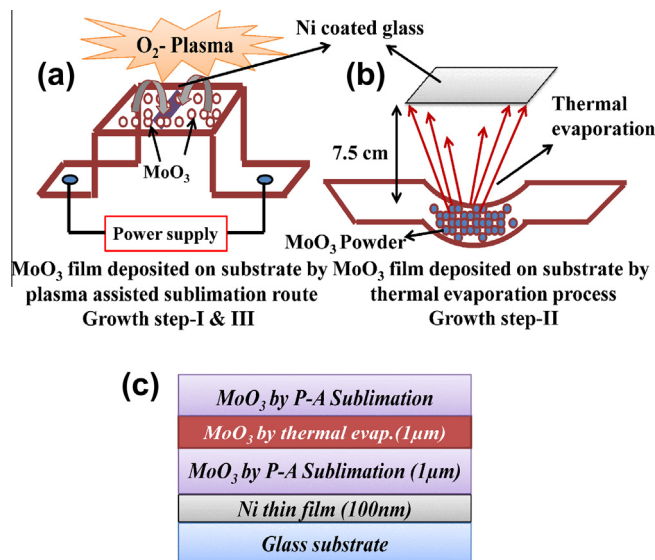 O₂- Plasma
Ni coated glass
(a)
MoO₃
Power supply
MoO₃ film deposited on substrate by
plasma assisted sublimation route
Growth step-I & III
(b)
Thermal
evaporation
7.5 cm
MoO₃ Powder
MoO₃ film deposited on substrate by
thermal evaporation process
Growth step-II
(c)
MoO₃ by P-A Sublimation
MoO₃ by thermal evap.(1μm)
MoO₃ by P-A Sublimation (1μm)
Ni thin film (100nm)
Glass substrate